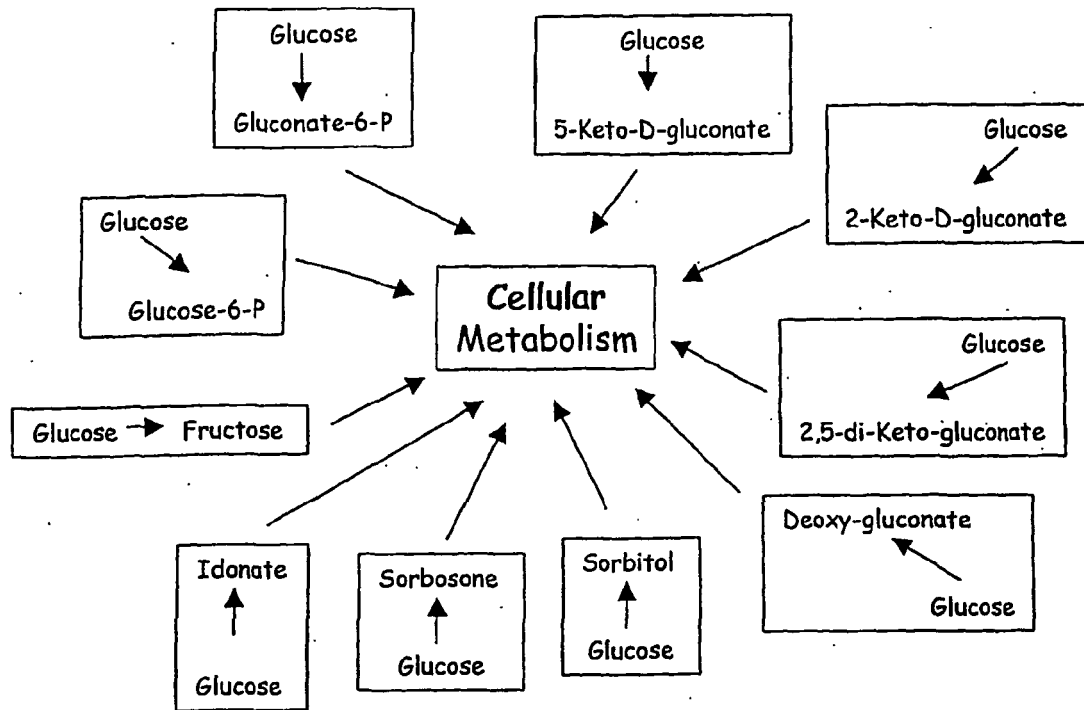 Glucose
Gluconate-6-P
Glucose
5-Keto-D-gluconate
Glucose
2-Keto-D-gluconate
Glucose
Glucose-6-P
Cellular
Metabolism
Glucose
2,5-di-Keto-gluconate
Glucose Fructose
Deoxy-gluconate
Glucose
Idonate
Glucose
Sorbosone
Glucose
Sorbitol
Glucose